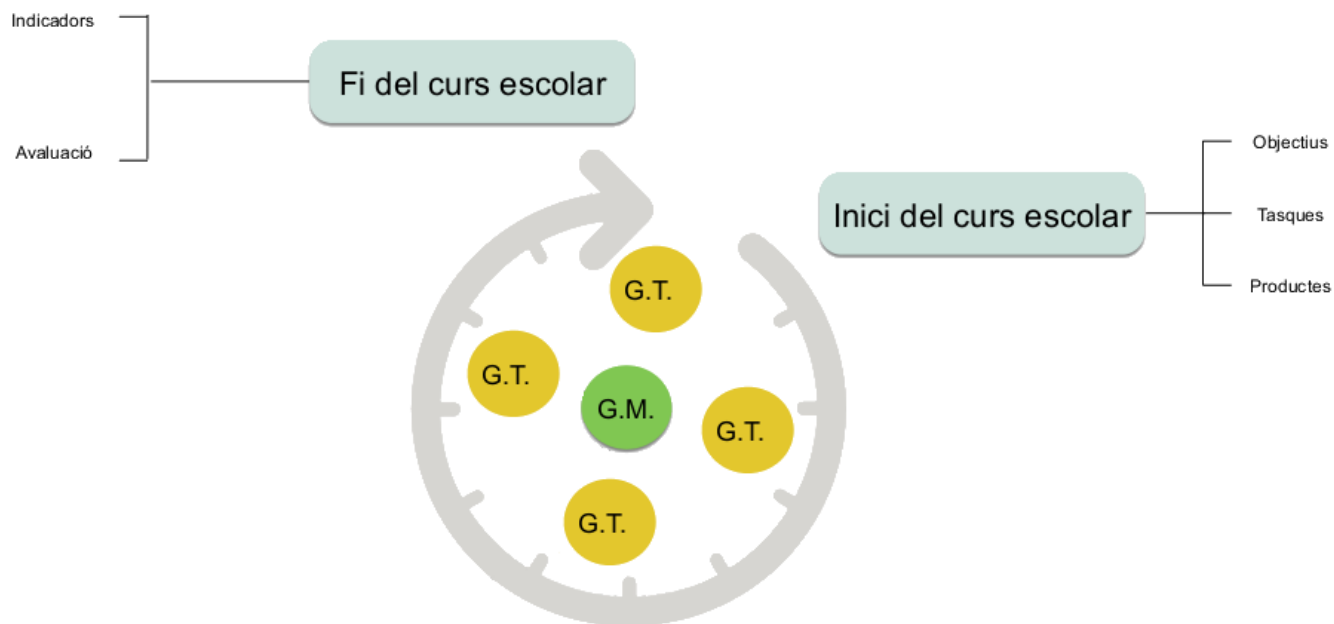 Indicadors
Fi del curs escolar
Avaluació
Objectius
Inici del curs escolar
Tasques
Productes
G.T.
G.T.
G.M.
G.T.
G.T.